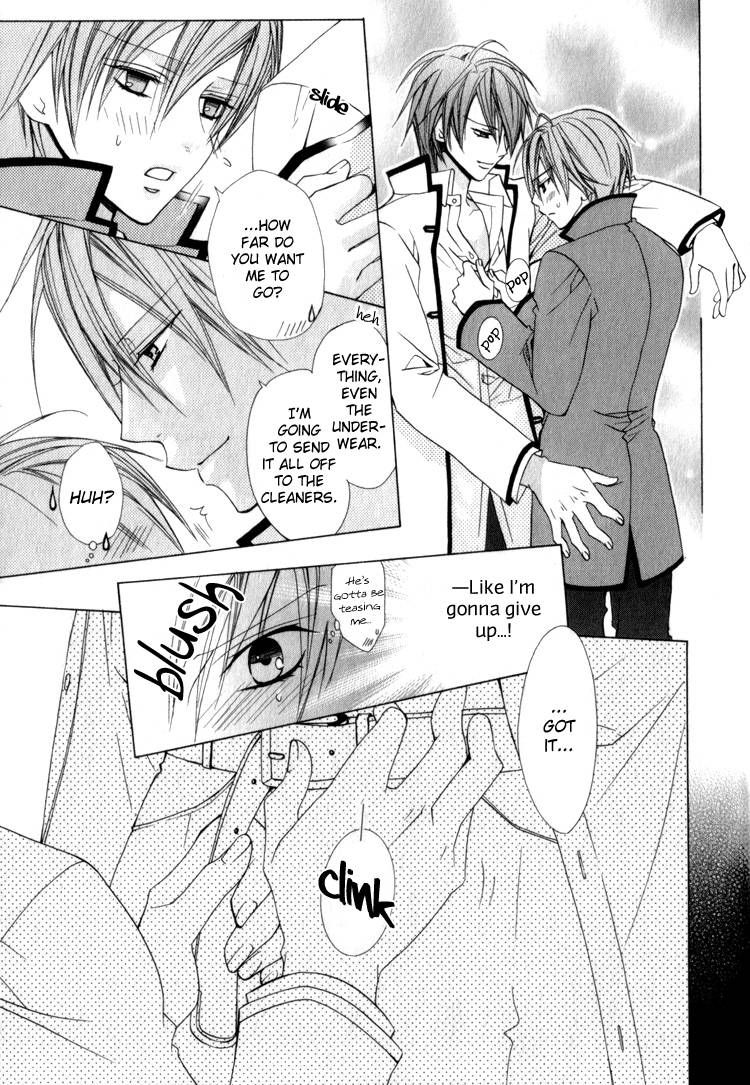 pop
pop
slide
...HOW
FAR DO
YOU WANT
ME TO
GO?
heh
EVERY-
THING,
EVEN
THE
UNDER-
WEAR.
I'M
GOING
TO SEND
IT ALL OFF
TO THE
CLEANERS.
HUH?
—Like I'm
gonna give
up...!
He's
gotta be
teasing
me...
blush
...
GOT
IT...
clink